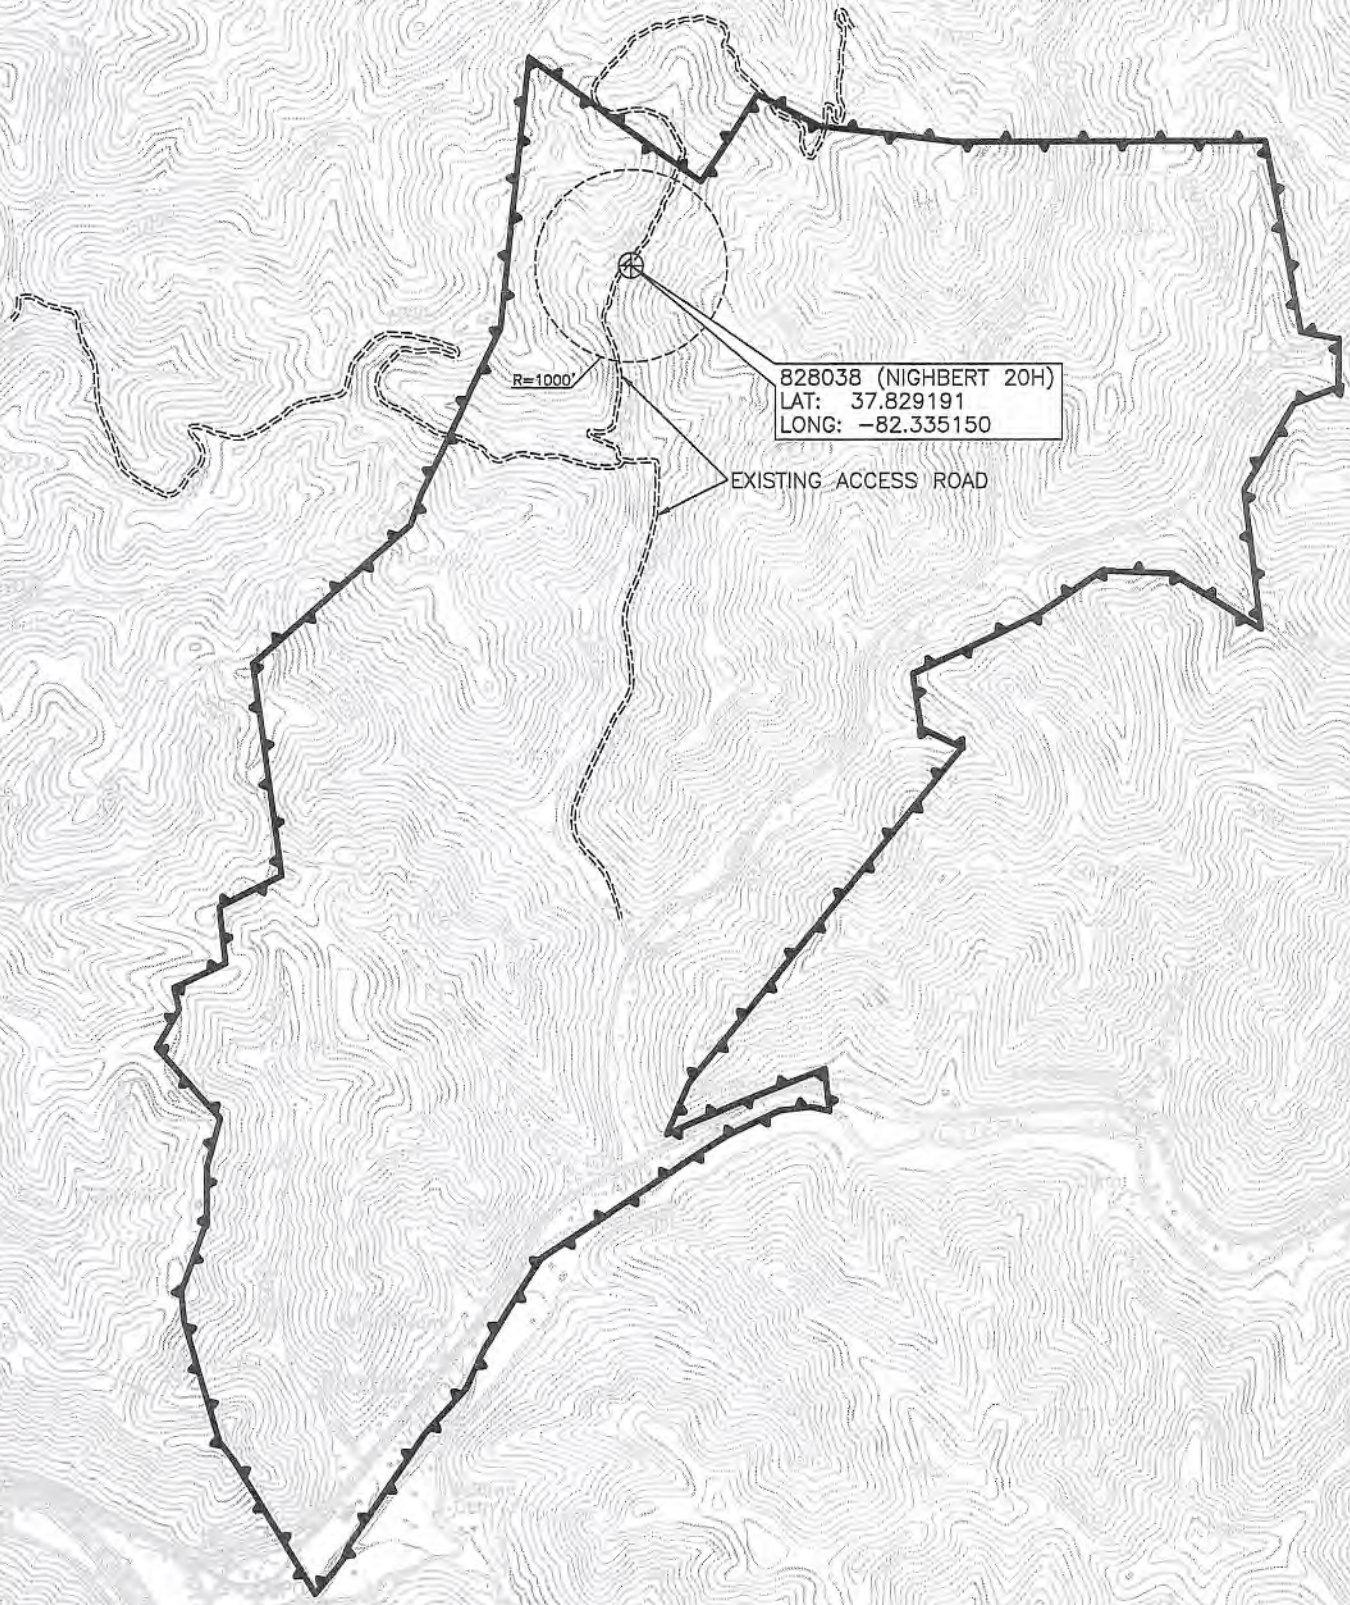 R=1000'
828038 (NIGHBERT 20H)
LAT: 37.829191
LONG: -82.335150
EXISTING ACCESS ROAD